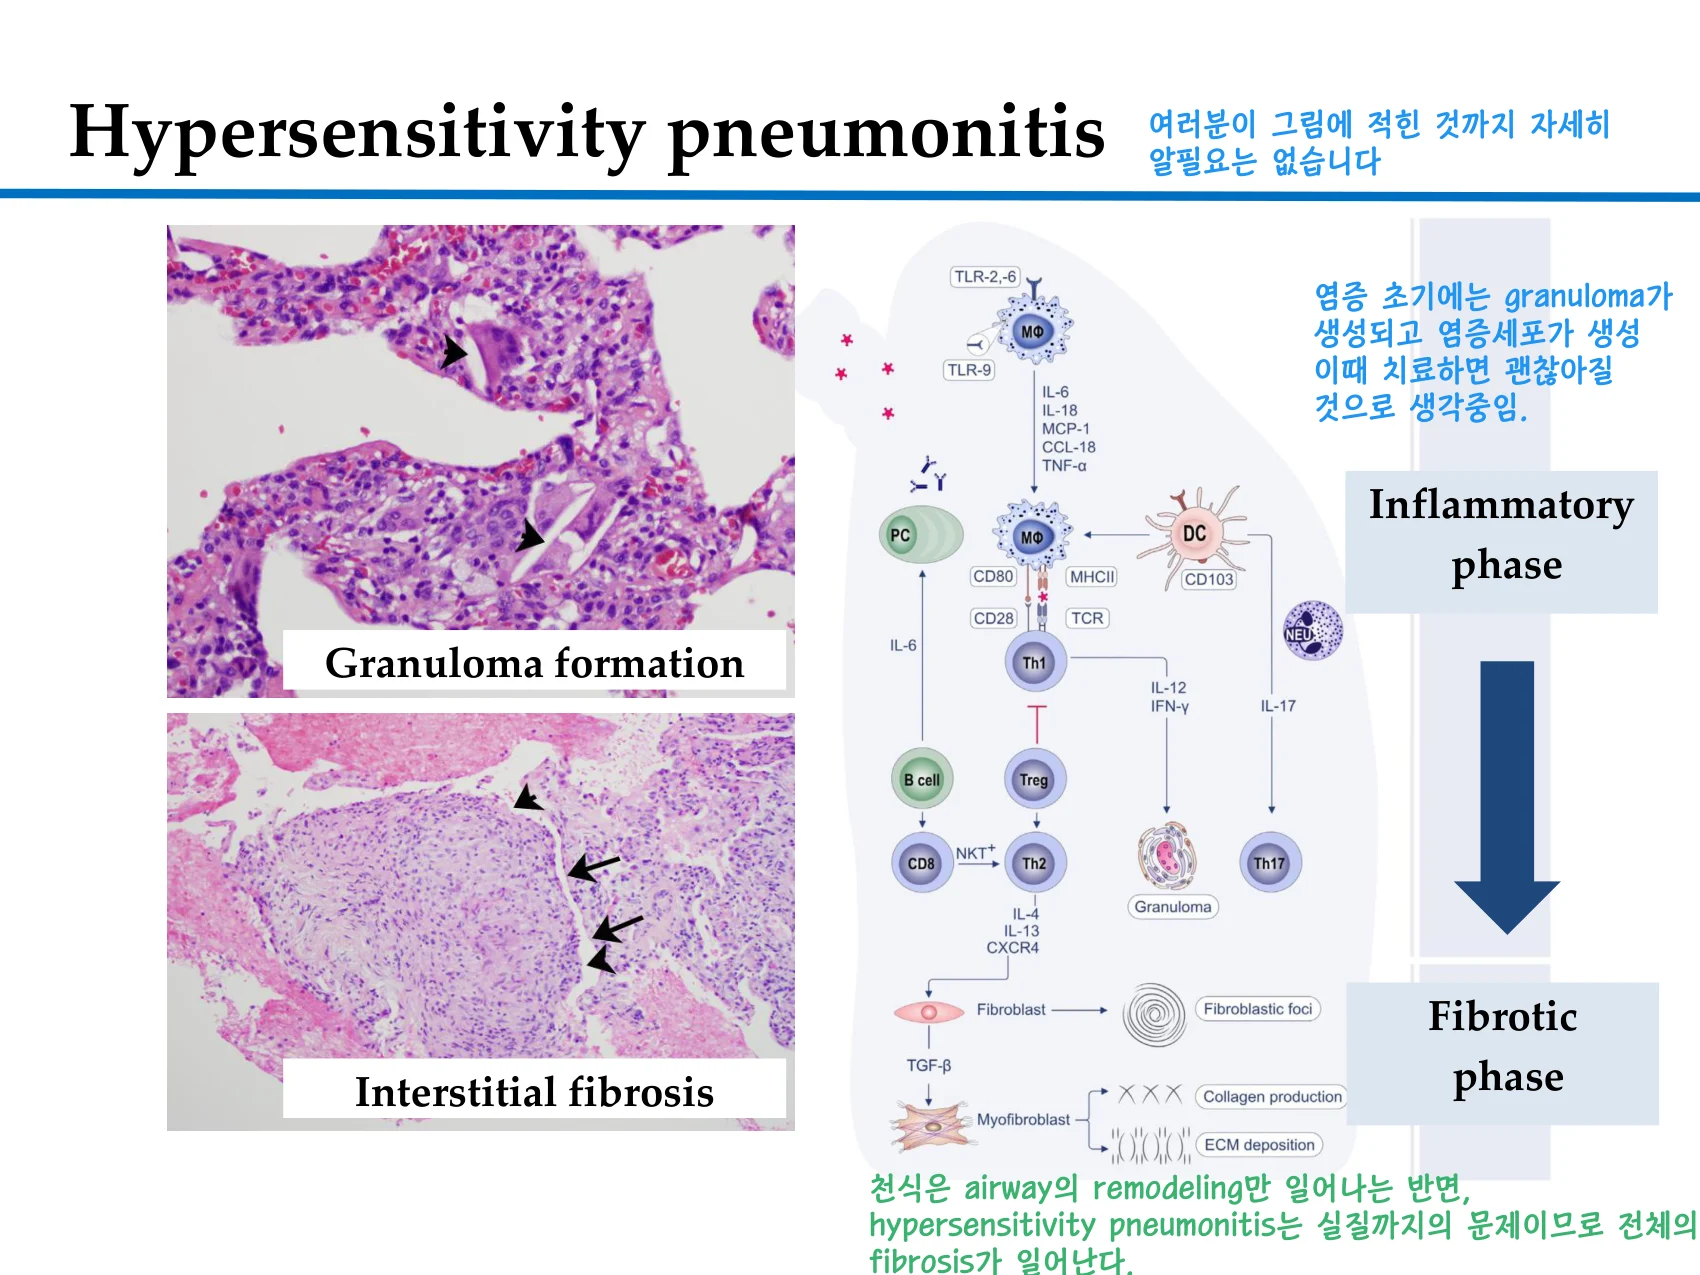 Hypersensitivity pneumonitis
여러분이 그림에 적힌 것까지 자세히
알필요는 없습니다
Granuloma formation
Interstitial fibrosis
TLR-2,-6
MΦ
TLR-9
IL-6
IL-18
MCP-1
CCL-18
TNF-α
PC
MΦ
DC
CD80
MHCII
CD103
CD28
TCR
NEU
IL-6
Th1
IL-12
IFN-γ
IL-17
B cell
Treg
CD8
NKT+
Th2
Th17
Granuloma
IL-4
IL-13
CXCR4
Fibroblast
Fibroblastic foci
TGF-β
Myofibroblast
Collagen production
ECM deposition
염증 초기에는 granuloma가
생성되고 염증세포가 생성
이때 치료하면 괜찮아질
것으로 생각중임.
Inflammatory
phase
Fibrotic
phase
천식은 airway의 remodeling만 일어나는 반면,
hypersensitivity pneumonitis는 실질까지의 문제이므로 전체의
fibrosis가 일어난다.